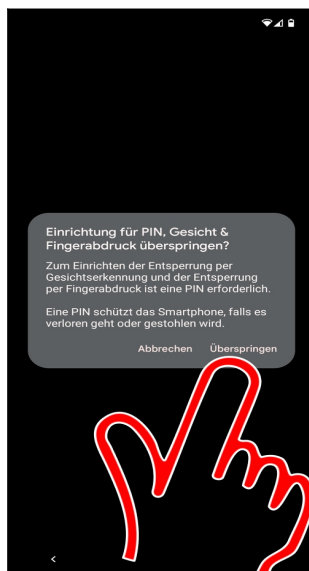 Einrichtung für PIN, Gesicht &
Fingerabdruck überspringen?
Zum Einrichten der Entsperrung per
Gesichtserkennung und der Entsperrung
per Fingerabdruck ist eine PIN erforderlich.
Eine PIN schützt das Smartphone, falls es
verloren geht oder gestohlen wird.
Abbrechen Überspringen